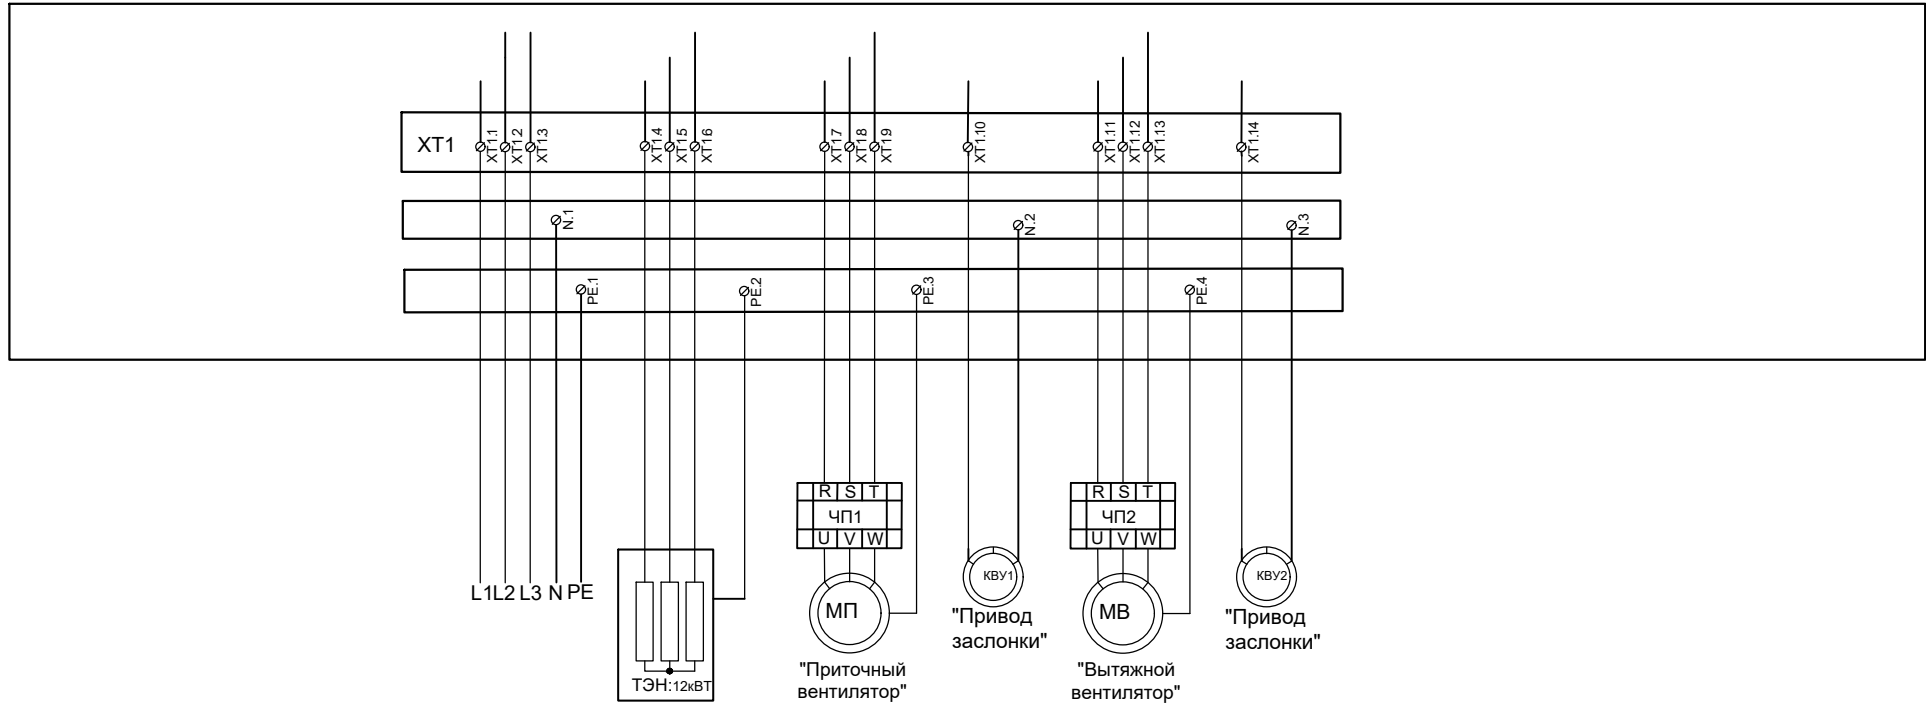 XT1
XT1.1
XT1.2
XT1.3
XT1.4
XT1.5
XT1.6
XT1.7
XT1.8
XT1.9
XT1.10
XT1.11
XT1.12
XT1.13
XT1.14
N.1
N.2
N.3
PE.1
PE.2
PE.3
PE.4
R S T
ЧП1
U V W
R S T
ЧП2
U V W
L1 L2 L3 N PE
ТЭН:12кВТ
МП
"Приточный
вентилятор"
КВУ1
"Привод
заслонки"
МВ
"Вытяжной
вентилятор"
КВУ2
"Привод
заслонки"